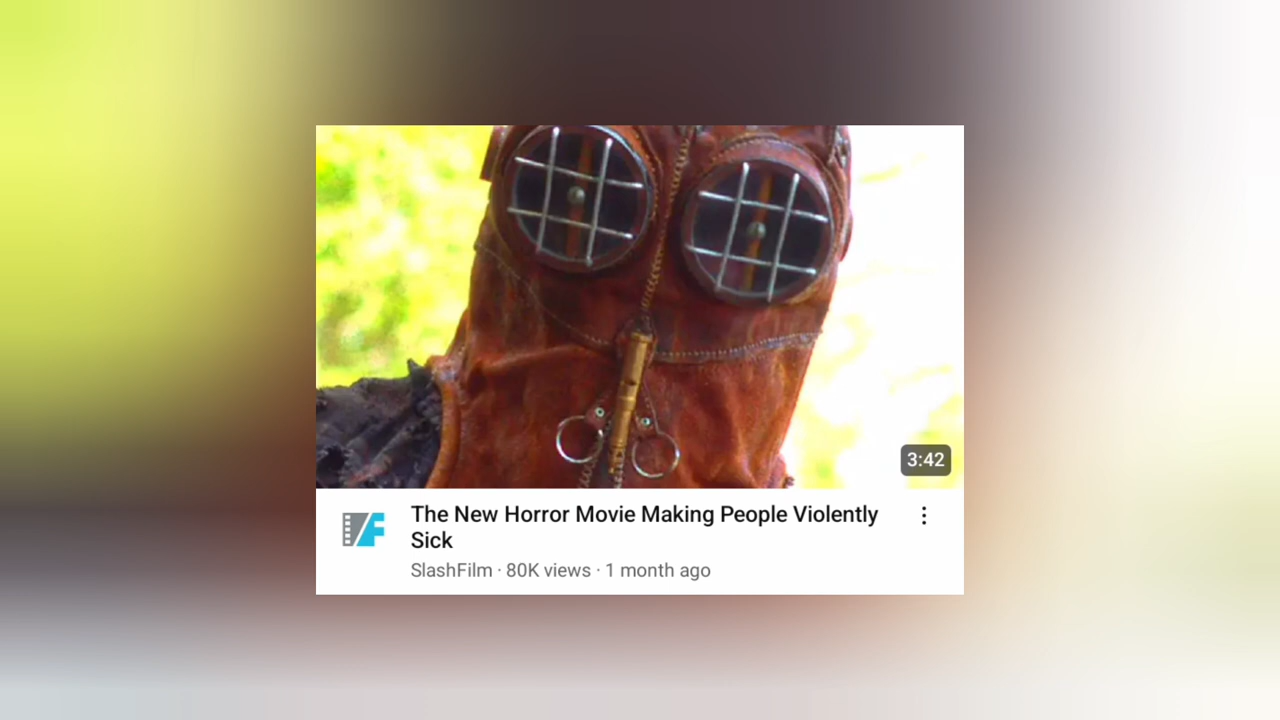 3:42
The New Horror Movie Making People Violently
Sick
SlashFilm · 80K views · 1 month ago